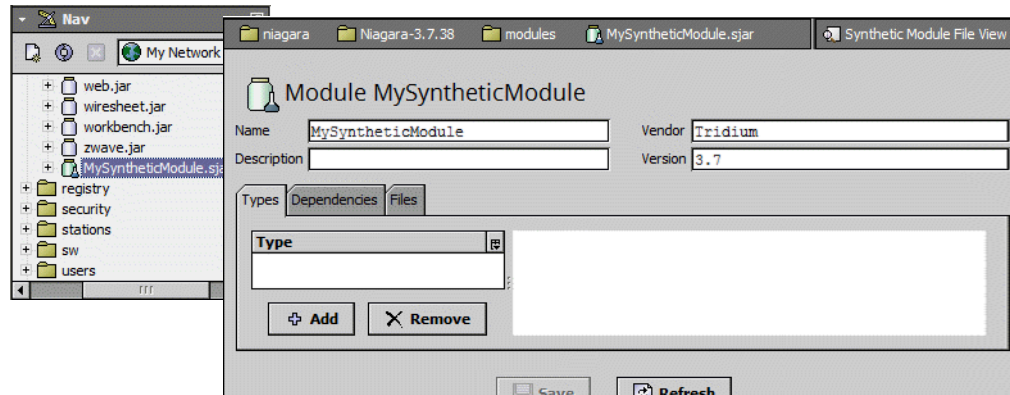 Nav
My Network
web.jar
wiresheet.jar
workbench.jar
zwave.jar
MySyntheticModule.sja
registry
security
stations
sw
users
niagara Niagara-3.7.38 modules MySyntheticModule.sjar Synthetic Module File View
Module MySyntheticModule
Name MySyntheticModule Vendor Tridium
Description Version 3.7
Types Dependencies Files
Type
Add Remove
Save Refresh